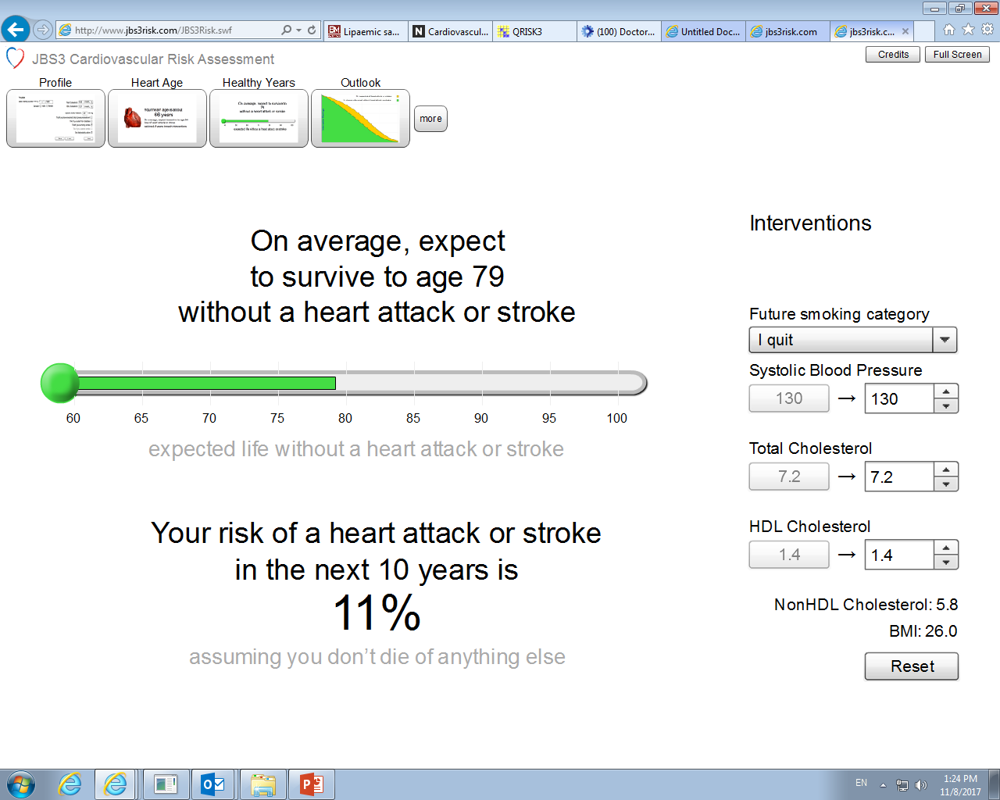 http://www.jbs3risk.com/JBS3Risk.swf
Lipaemic sa...
Cardiovascul...
QRISK3
(100) Doctor...
Untitled Doc...
jbs3risk.com
jbs3risk.c...
JBS3 Cardiovascular Risk Assessment
Credits
Full Screen
Profile
Heart Age
Healthy Years
Outlook
more
On average, expect
to survive to age 79
without a heart attack or stroke
60 65 70 75 80 85 90 95 100
expected life without a heart attack or stroke
Your risk of a heart attack or stroke
in the next 10 years is
11%
assuming you don't die of anything else
Interventions
Future smoking category
I quit
Systolic Blood Pressure
130 → 130
Total Cholesterol
7.2 → 7.2
HDL Cholesterol
1.4 → 1.4
NonHDL Cholesterol: 5.8
BMI: 26.0
Reset
EN
1:24 PM
11/8/2017